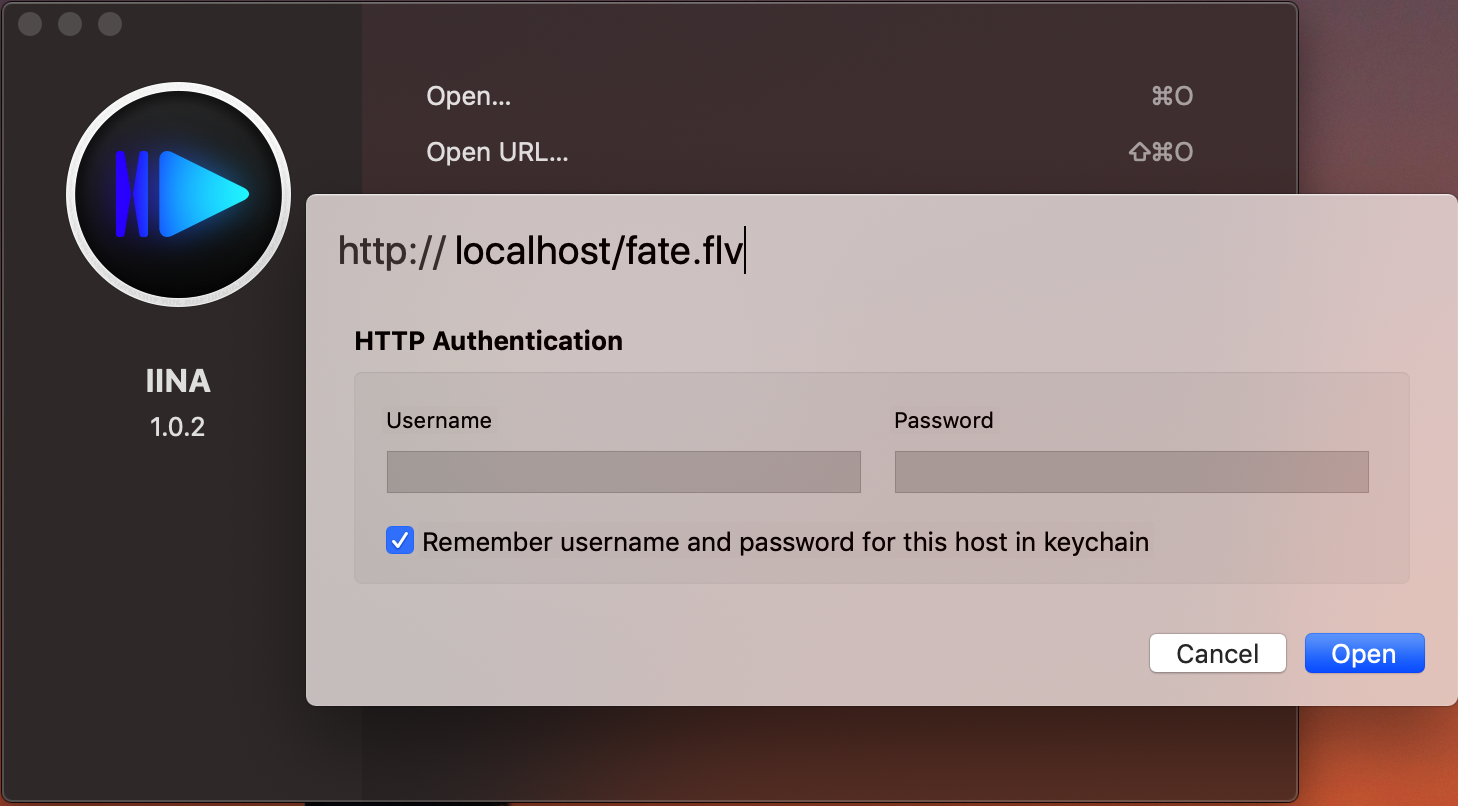 Open... ⌘O
Open URL... ⇧⌘O
http:// localhost/fate.flv
HTTP Authentication
IINA
1.0.2
Username Password
Remember username and password for this host in keychain
Cancel Open